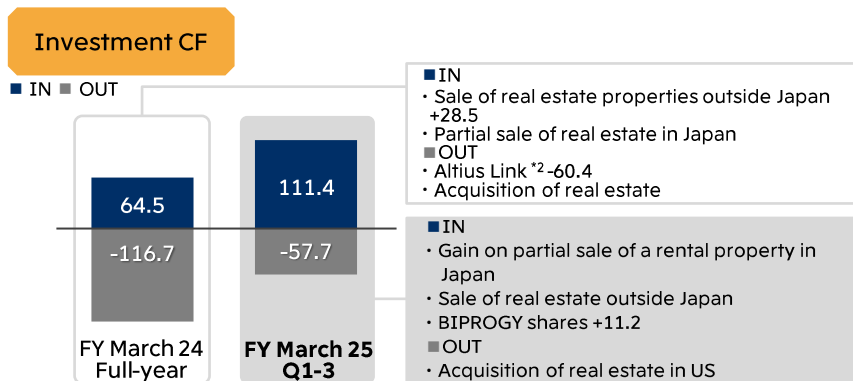 Investment CF
■ IN ■ OUT
64.5
-116.7
FY March 24
Full-year
111.4
-57.7
FY March 25
Q1-3
■IN
・Sale of real estate properties outside Japan
+28.5
・Partial sale of real estate in Japan
■OUT
・Altius Link *2 -60.4
・Acquisition of real estate
■IN
・Gain on partial sale of a rental property in
Japan
・Sale of real estate outside Japan
・BIPROGY shares +11.2
■OUT
・Acquisition of real estate in US